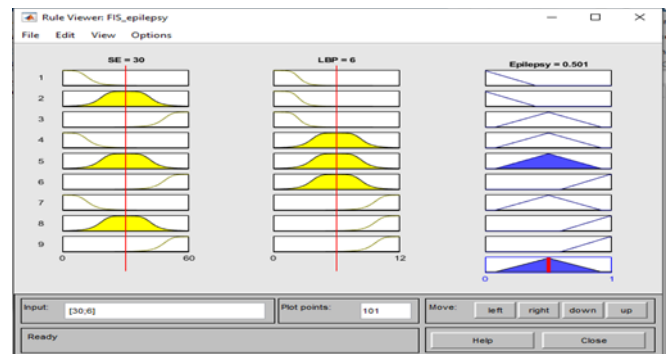 Rule Viewer: FIS_epilepsy
File Edit View Options
SE = 30 LBP = 6 Epilepsy = 0.501
1
2
3
4
5
6
7
8
9
0 60 0 12
0 1
Input: [30;6] Plot points: 101 Move: left right down up
Ready Help Close